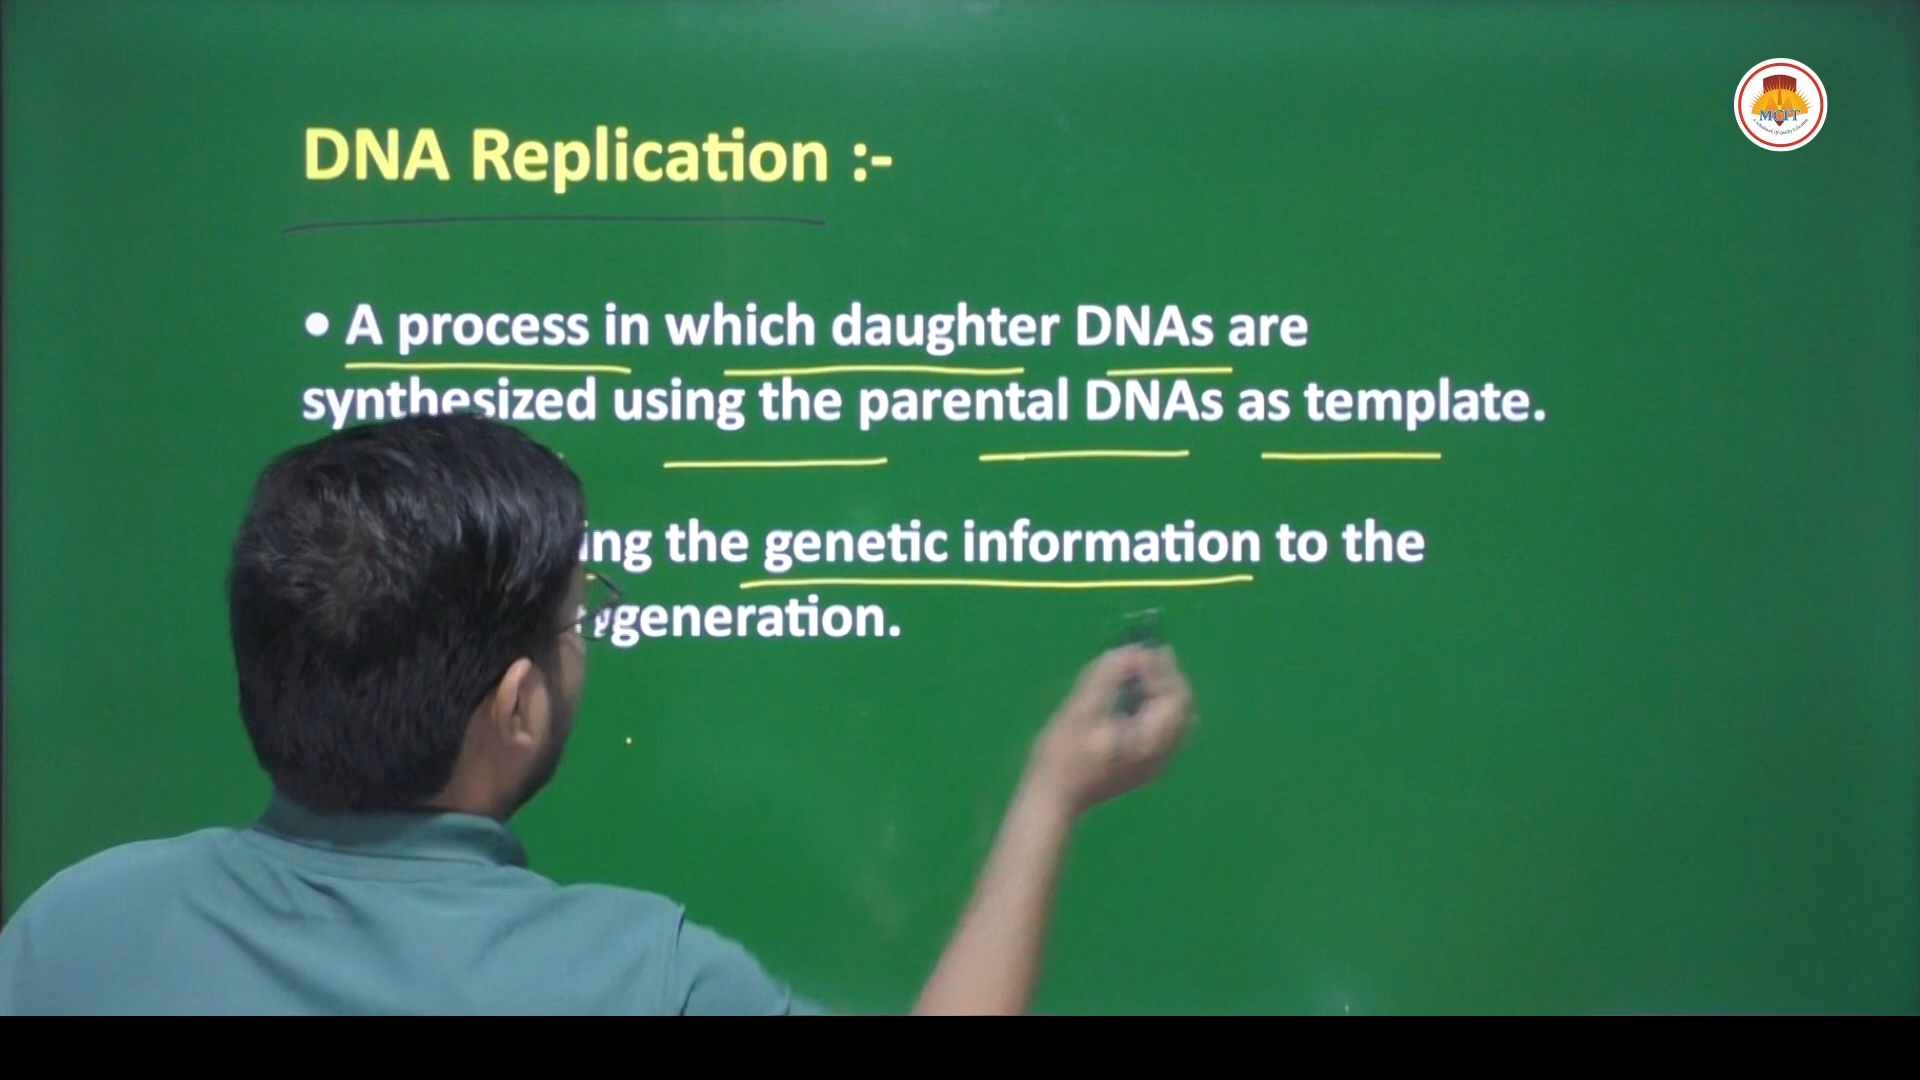 DNA Replication :-
• A process in which daughter DNAs are
synthesized using the parental DNAs as template.
the genetic information to the
generation.
MCIT